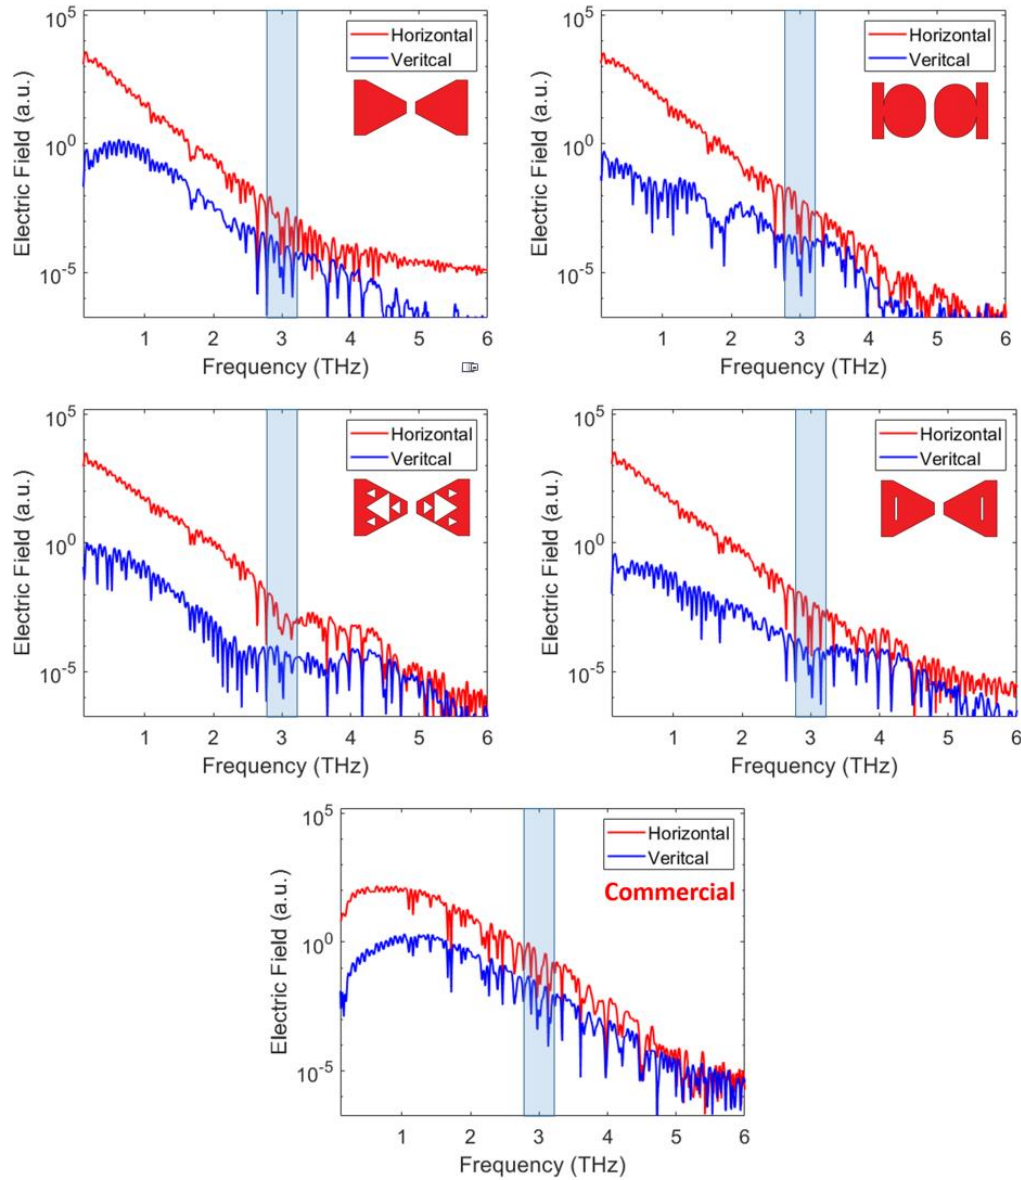 10^5
10^0
10^-5
Electric Field (a.u.)
Horizontal
Veritcal
1 2 3 4 5 6
Frequency (THz)
10^5
10^0
10^-5
Electric Field (a.u.)
Horizontal
Veritcal
1 2 3 4 5 6
Frequency (THz)
10^5
10^0
10^-5
Electric Field (a.u.)
Horizontal
Veritcal
1 2 3 4 5 6
Frequency (THz)
10^5
10^0
10^-5
Electric Field (a.u.)
Horizontal
Veritcal
1 2 3 4 5 6
Frequency (THz)
10^5
10^0
10^-5
Electric Field (a.u.)
Horizontal
Veritcal
Commercial
1 2 3 4 5 6
Frequency (THz)